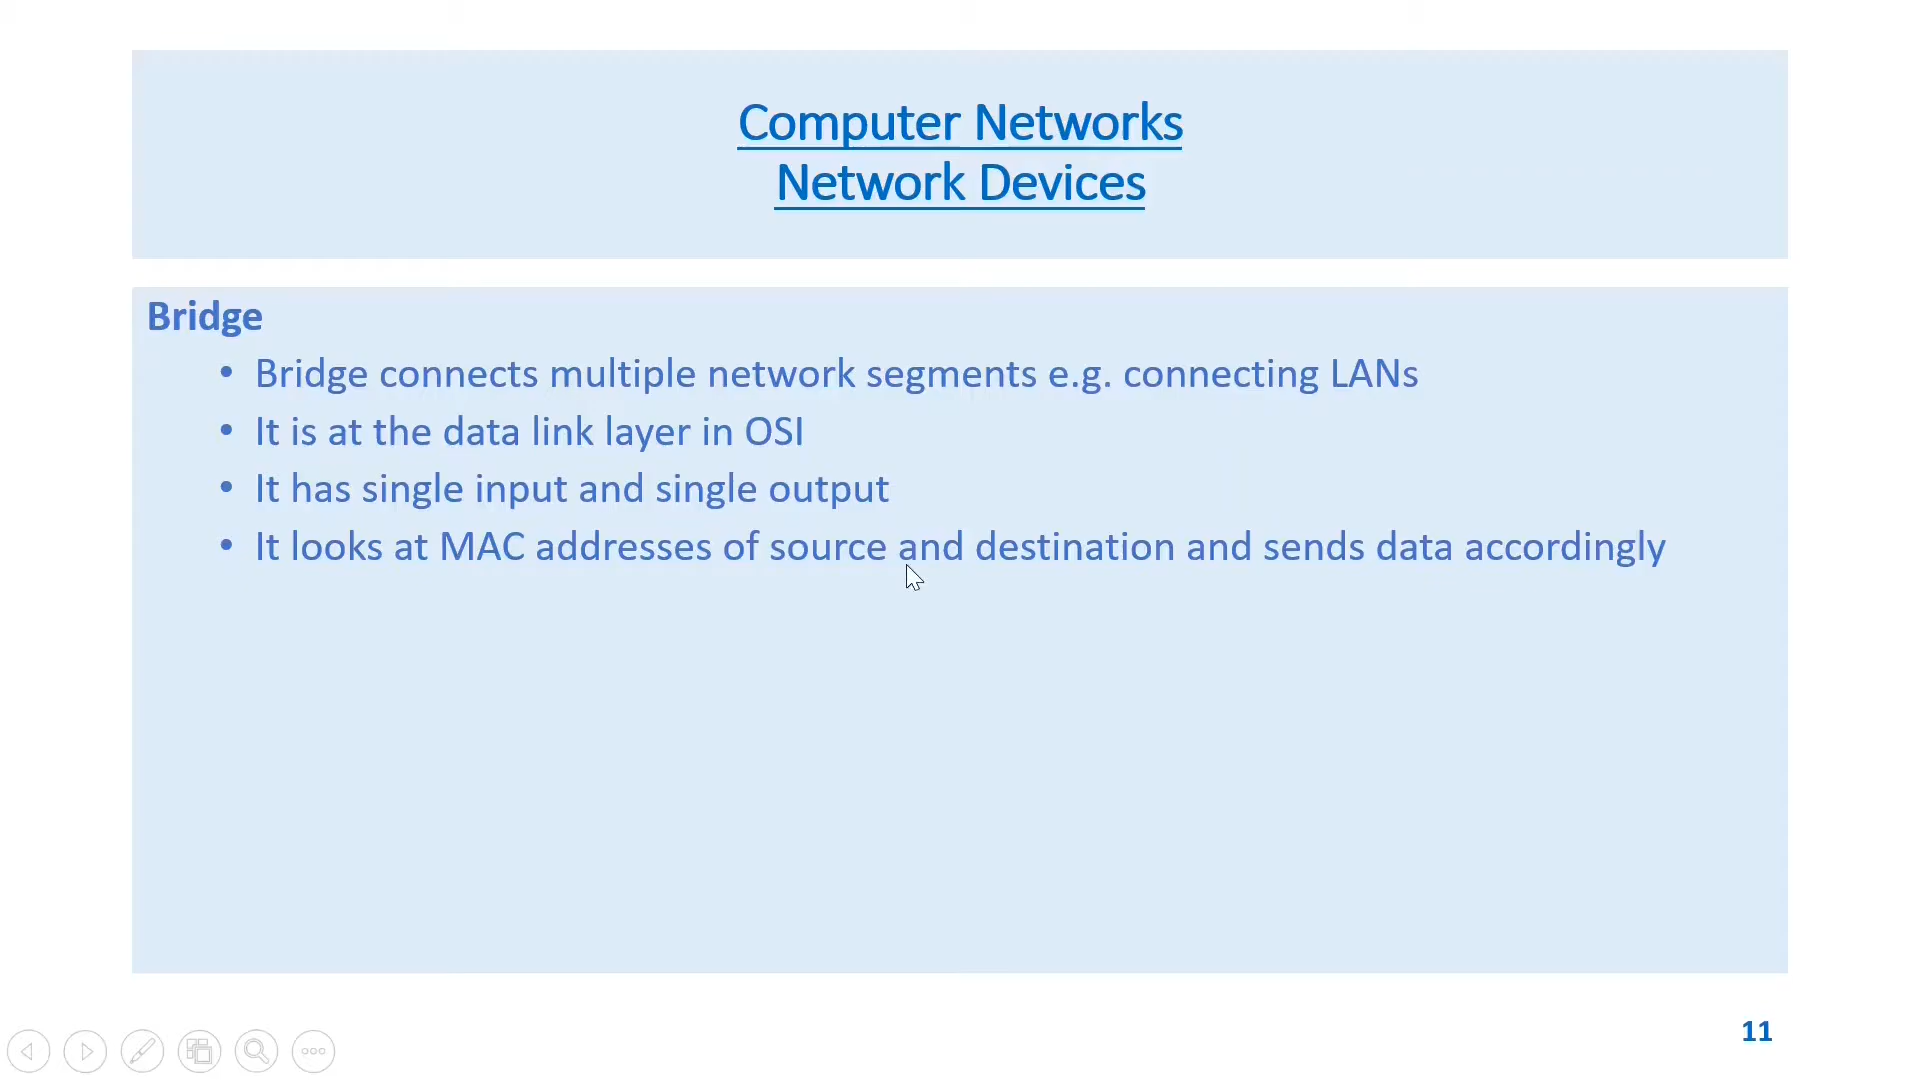 Computer Networks
Network Devices
Bridge
• Bridge connects multiple network segments e.g. connecting LANs
• It is at the data link layer in OSI
• It has single input and single output
• It looks at MAC addresses of source and destination and sends data accordingly
11